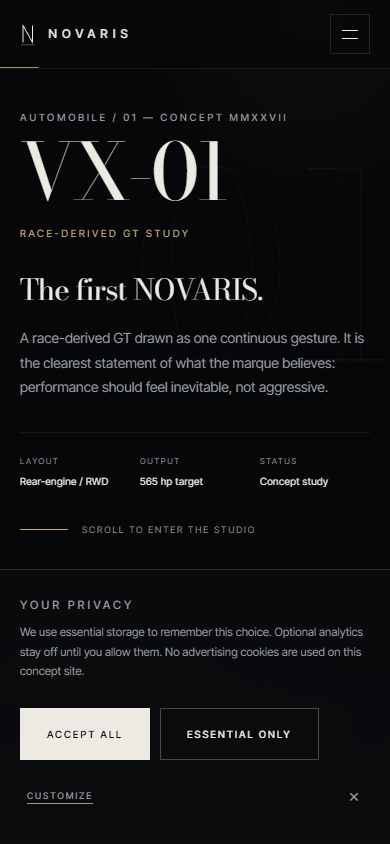 N NOVARIS
AUTOMOBILE / 01 — CONCEPT MMXXVII
VX-01
RACE-DERIVED GT STUDY
The first NOVARIS.
A race-derived GT drawn as one continuous gesture. It is
the clearest statement of what the marque believes:
performance should feel inevitable, not aggressive.
LAYOUT OUTPUT STATUS
Rear-engine / RWD 565 hp target Concept study
SCROLL TO ENTER THE STUDIO
YOUR PRIVACY
We use essential storage to remember this choice. Optional analytics
stay off until you allow them. No advertising cookies are used on this
concept site.
ACCEPT ALL ESSENTIAL ONLY
CUSTOMIZE ×
01